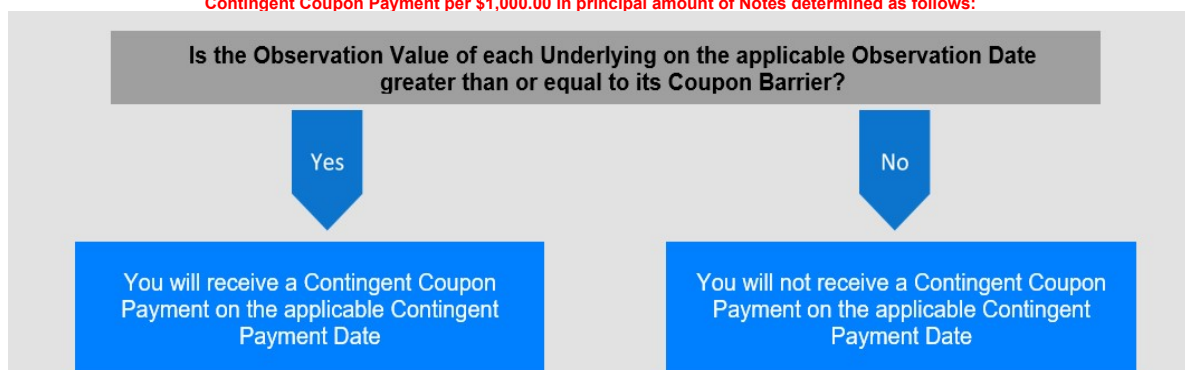 Contingent Coupon Payment per $1,000.00 in principal amount of Notes determined as follows:
Is the Observation Value of each Underlying on the applicable Observation Date
greater than or equal to its Coupon Barrier?
Yes
No
You will receive a Contingent Coupon
Payment on the applicable Contingent
Payment Date
You will not receive a Contingent Coupon
Payment on the applicable Contingent
Payment Date